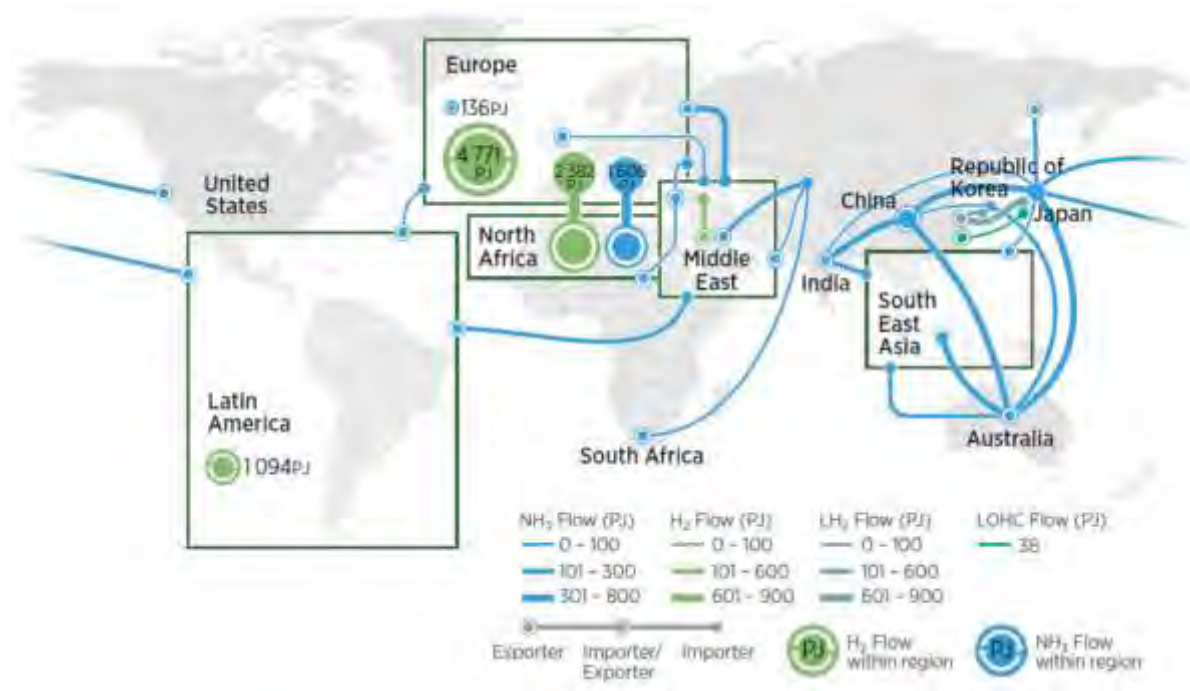 Europe
136PJ
4 771
PJ
2 382
PJ
1 606
PJ
United
States
North
Africa
Middle
East
Republic of
Korea
China
Japan
India
South
East
Asia
Latin
America
1 094PJ
South Africa
Australia
NH₃ Flow (PJ)
0 - 100
101 - 300
301 - 800
H₂ Flow (PJ)
0 - 100
101 - 600
601 - 900
LH₂ Flow (PJ)
0 - 100
101 - 600
601 - 900
LOHC Flow (PJ)
38
Exporter
Importer/
Exporter
Importer
PJ
H₂ Flow
within region
PJ
NH₃ Flow
within region